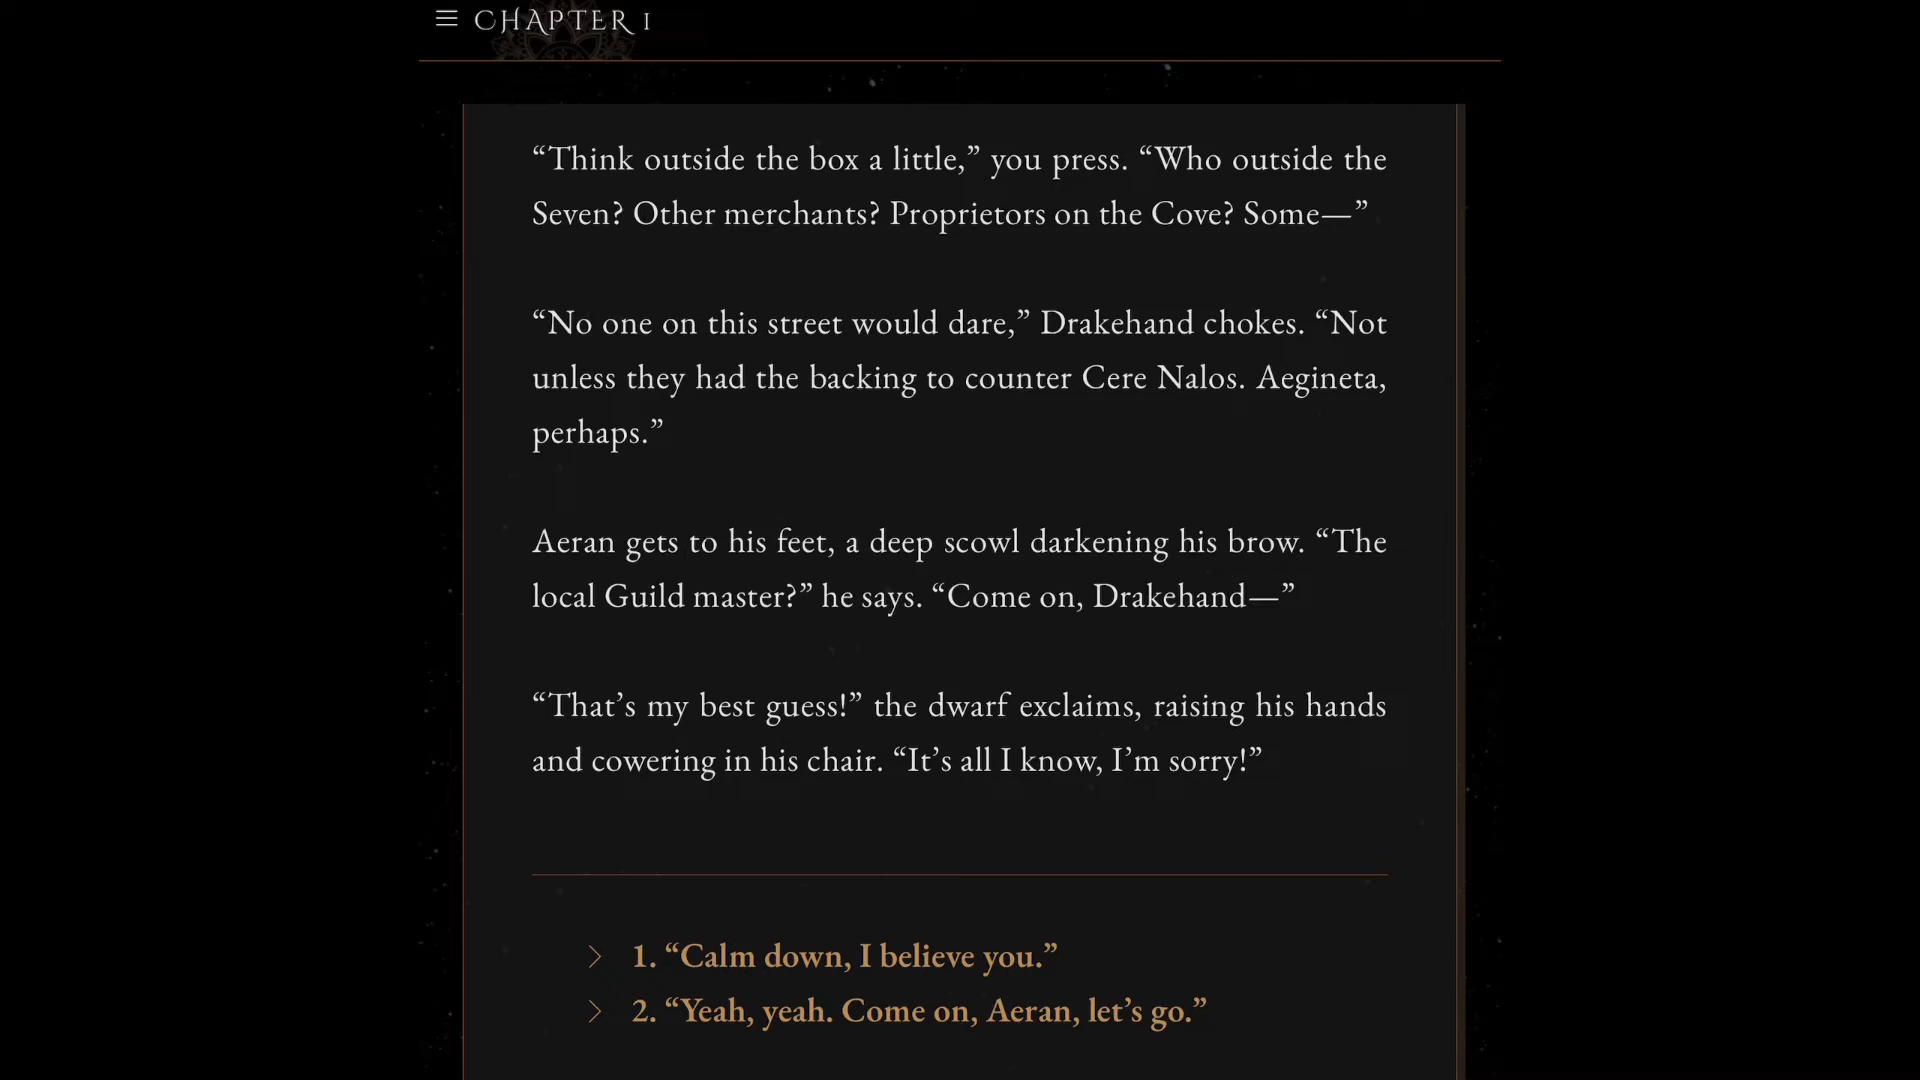 CHAPTER 1
“Think outside the box a little,” you press. “Who outside the
Seven? Other merchants? Proprietors on the Cove? Some—”
“No one on this street would dare,” Drakehand chokes. “Not
unless they had the backing to counter Cere Nalos. Aegineta,
perhaps.”
Aeran gets to his feet, a deep scowl darkening his brow. “The
local Guild master?” he says. “Come on, Drakehand—”
“That’s my best guess!” the dwarf exclaims, raising his hands
and cowering in his chair. “It’s all I know, I’m sorry!”
1. “Calm down, I believe you.”
2. “Yeah, yeah. Come on, Aeran, let’s go.”